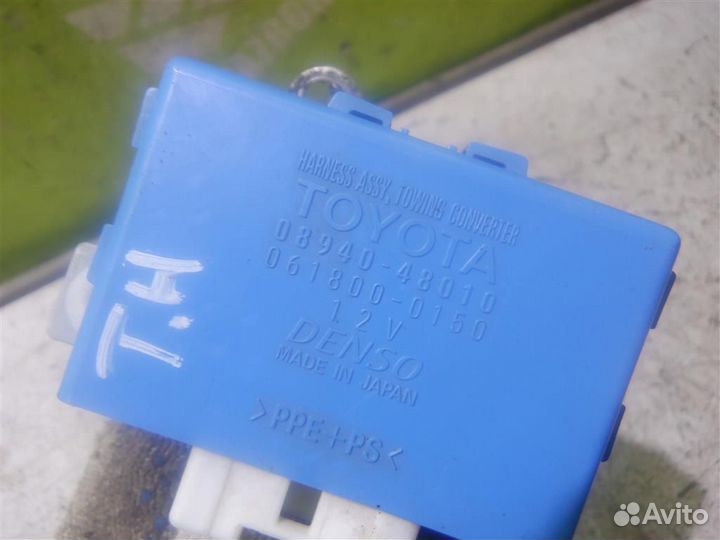 HARNESS ASSY, TOWING CONVERTER
TOYOTA
08940-48010
061800-0150
12V
DENSO
MADE IN JAPAN
>PPE+PS<
T.H
Avito